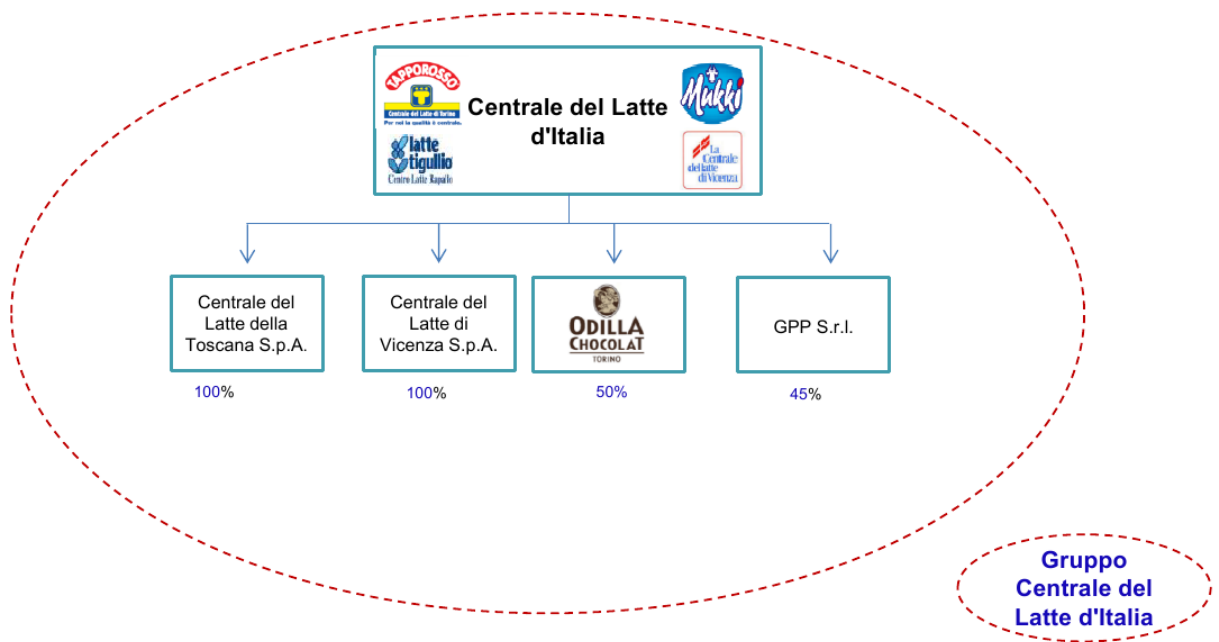 TAPPOROSSO
Centrale del Latte di Torino
Per noi la qualità è centrale.
latte
tigullio
Centro Latte Rapallo
Centrale del Latte
d'Italia
Mukki
La
Centrale
del latte
di Vicenza
Centrale del
Latte della
Toscana S.p.A.
Centrale del
Latte di
Vicenza S.p.A.
ODILLA
CHOCOLAT
TORINO
GPP S.r.l.
100%
100%
50%
45%
Gruppo
Centrale del
Latte d'Italia